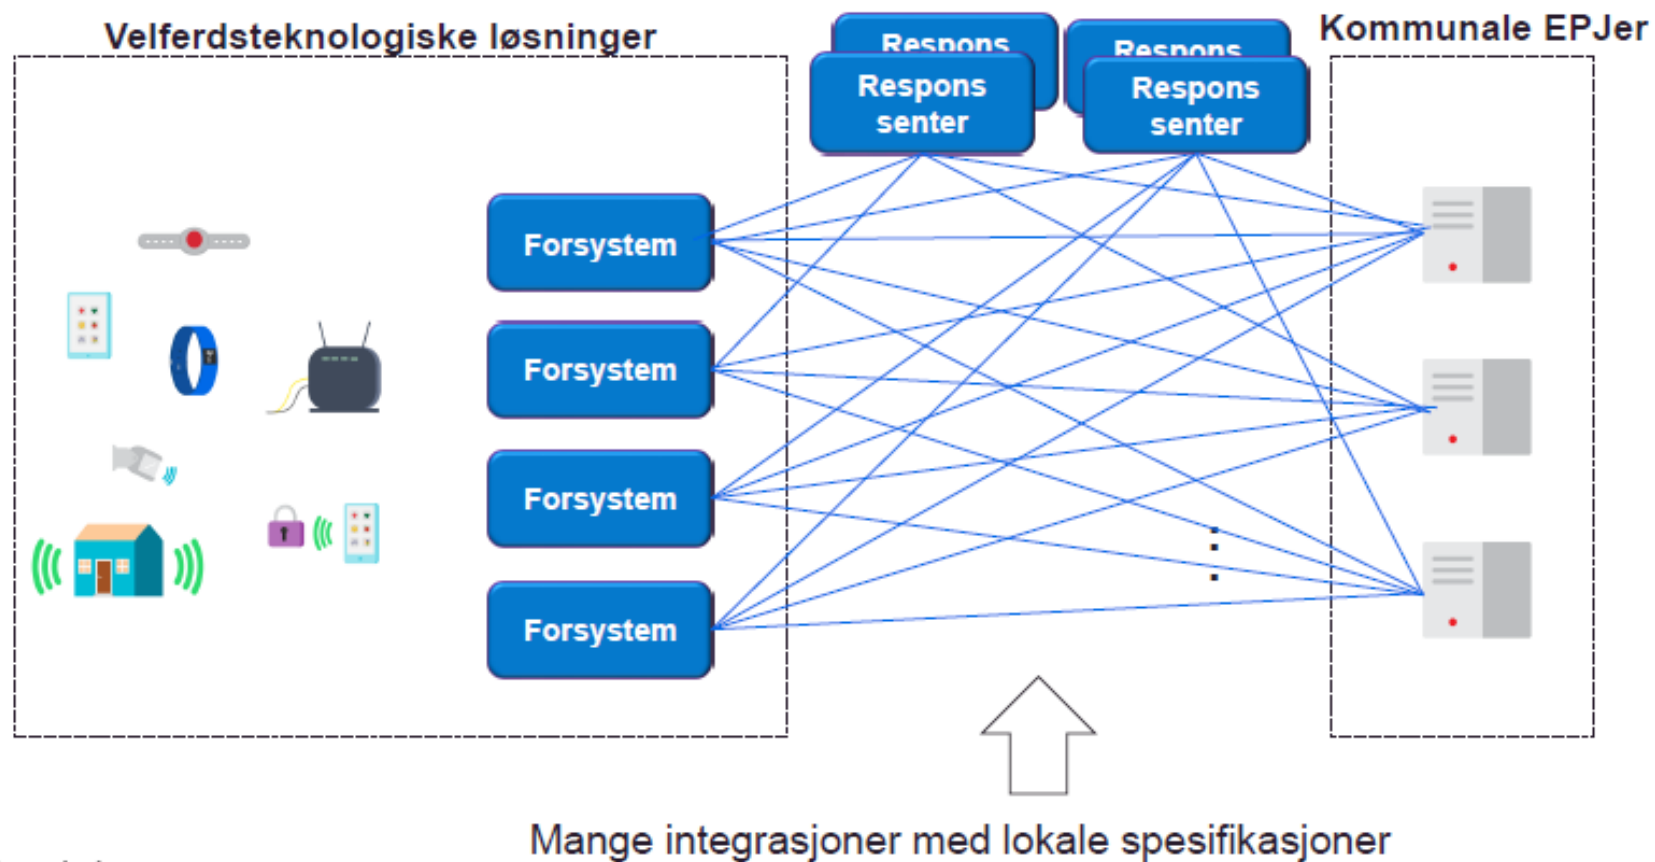 Velferdsteknologiske løsninger
Respons
Respons
Kommunale EPJer
Respons
senter
Respons
senter
Forsystem
Forsystem
Forsystem
Forsystem
Mange integrasjoner med lokale spesifikasjoner